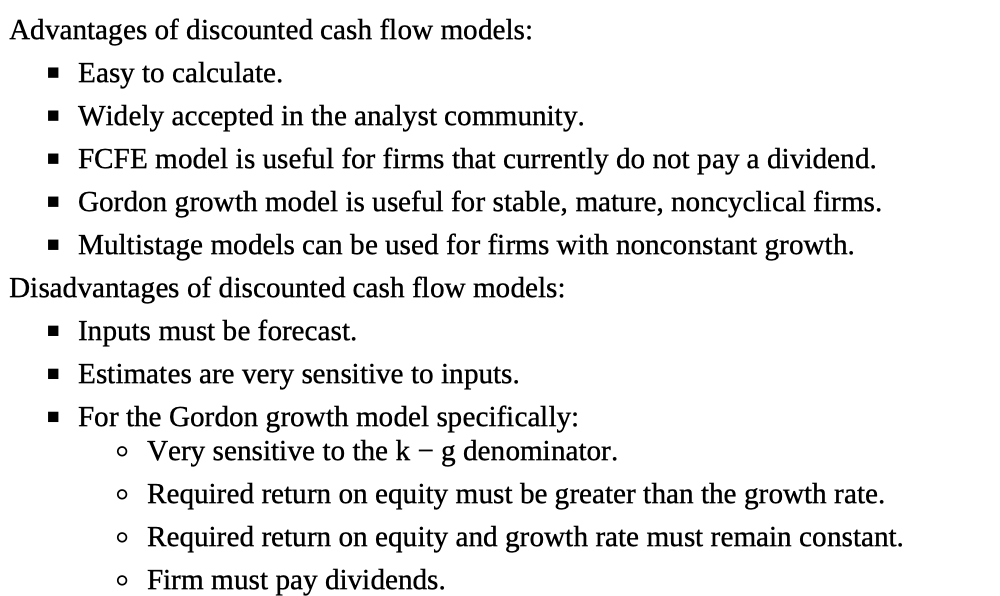 Advantages of discounted cash flow models:
▪ Easy to calculate.
▪ Widely accepted in the analyst community.
▪ FCFE model is useful for firms that currently do not pay a dividend.
▪ Gordon growth model is useful for stable, mature, noncyclical firms.
▪ Multistage models can be used for firms with nonconstant growth.
Disadvantages of discounted cash flow models:
▪ Inputs must be forecast.
▪ Estimates are very sensitive to inputs.
▪ For the Gordon growth model specifically:
◦ Very sensitive to the k − g denominator.
◦ Required return on equity must be greater than the growth rate.
◦ Required return on equity and growth rate must remain constant.
◦ Firm must pay dividends.